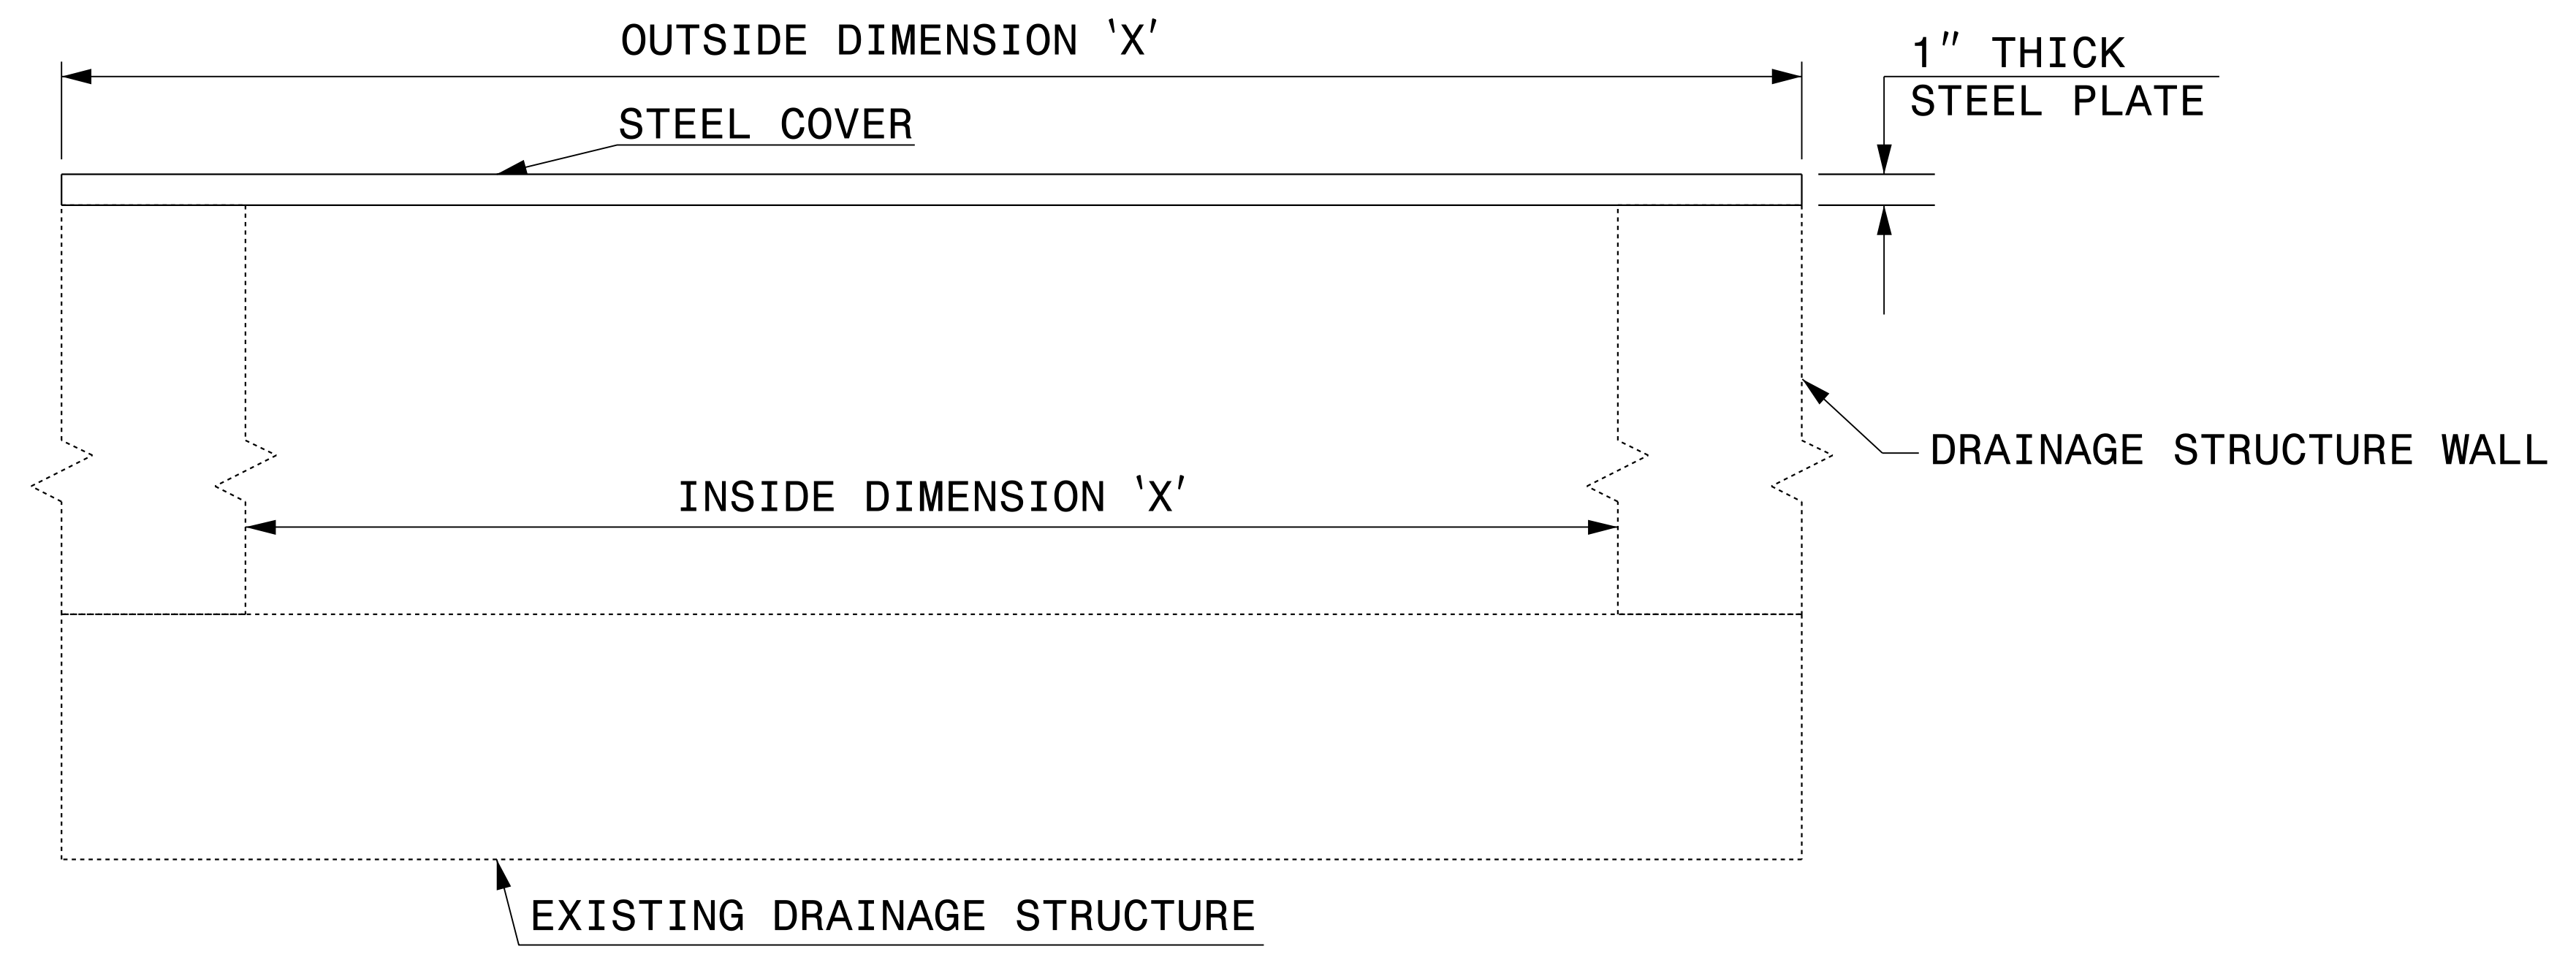 OUTSIDE DIMENSION 'X'
1" THICK
STEEL PLATE
STEEL COVER
DRAINAGE STRUCTURE WALL
INSIDE DIMENSION 'X'
EXISTING DRAINAGE STRUCTURE